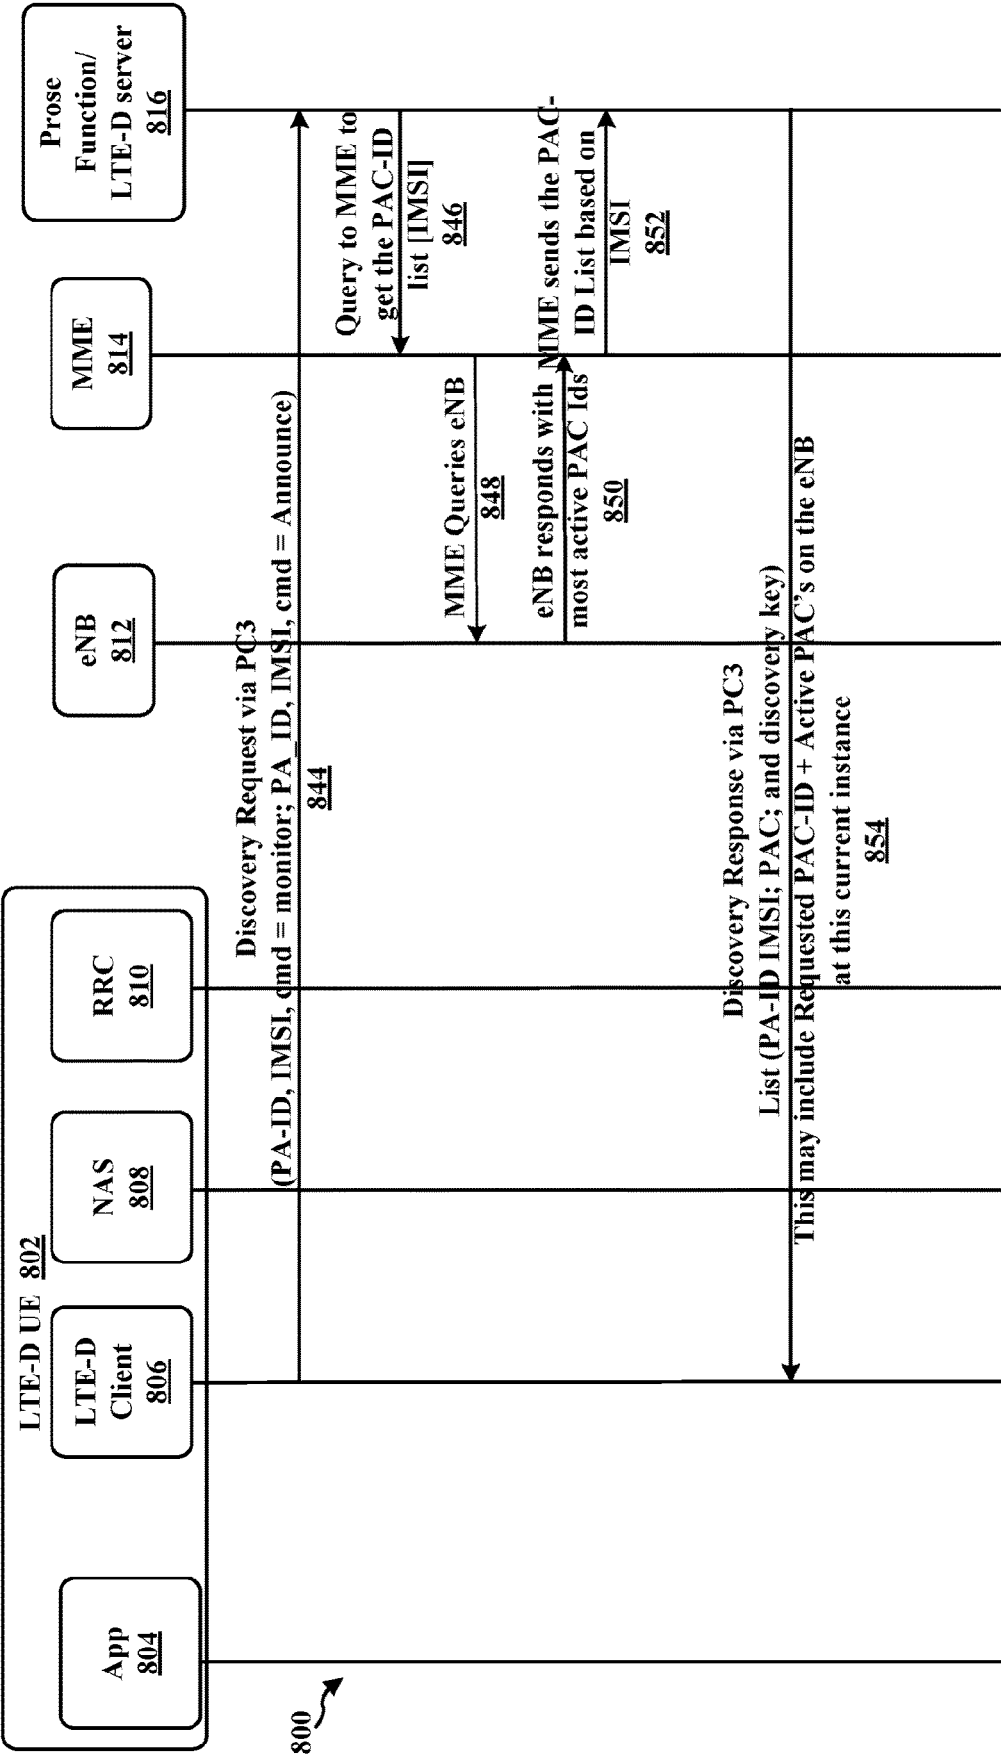 LTE-D UE 802
App
804
LTE-D
Client
806
NAS
808
RRC
810
eNB
812
MME
814
Prose
Function/
LTE-D server
816
800
Discovery Request via PC3
(PA-ID, IMSI, cmd = monitor; PA_ID, IMSI, cmd = Announce)
844
Query to MME to
get the PAC-ID
list [IMSI]
846
MME Queries eNB
848
eNB responds with
most active PAC Ids
850
MME sends the PAC-
ID List based on
IMSI
852
Discovery Response via PC3
List (PA-ID IMSI; PAC; and discovery key)
This may include Requested PAC-ID + Active PAC's on the eNB
at this current instance
854